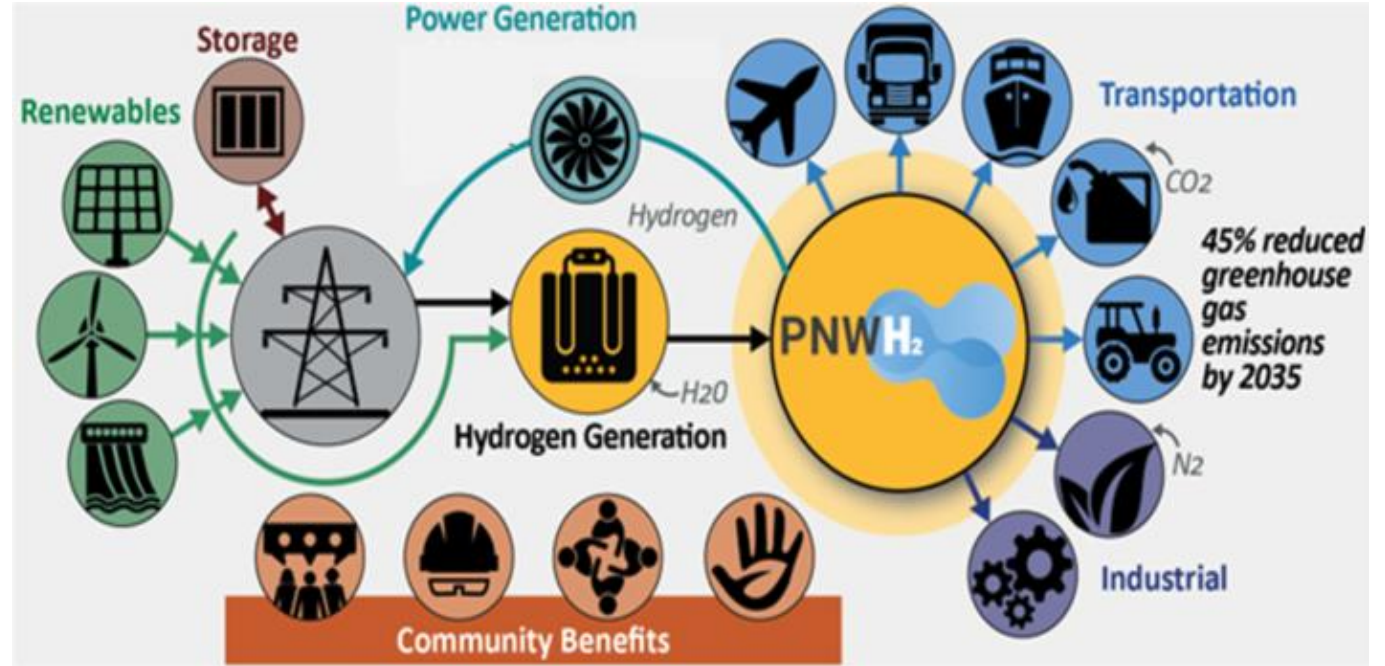 Power Generation
Storage
Renewables
Transportation
CO2
Hydrogen
45% reduced
greenhouse
gas
emissions
by 2035
PNWH2
H20
Hydrogen Generation
N2
Industrial
Community Benefits